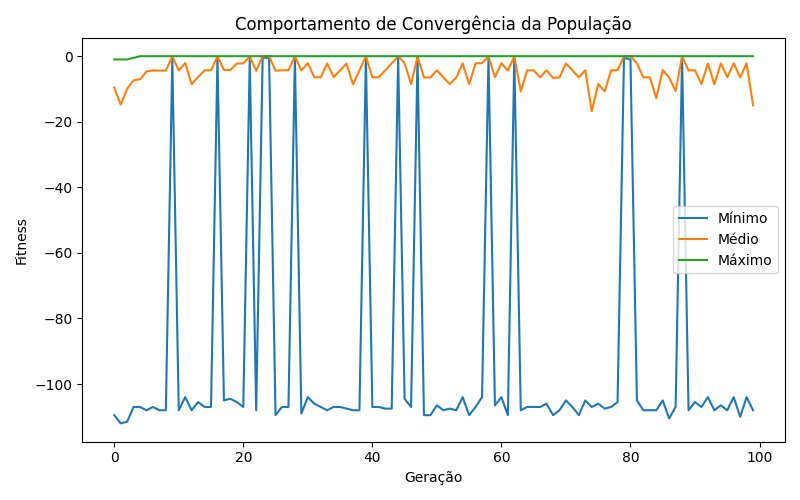 Comportamento de Convergência da População
Fitness
0
−20
−40
−60
−80
−100
Mínimo
Médio
Máximo
0 20 40 60 80 100
Geração